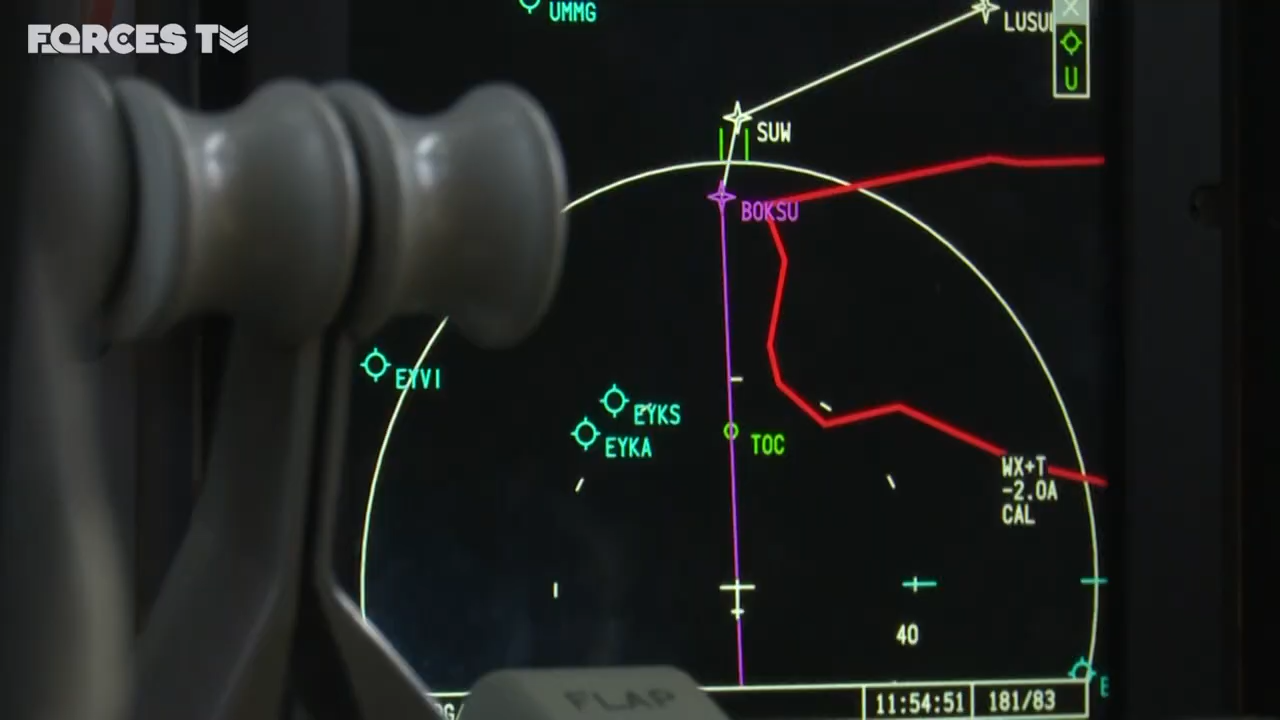 FORCES TV
UMMG
LUSU
U
SUW
BOKSU
EYVI
EYKS
EYKA
TOC
WX+T
-2.0A
CAL
40
FLAP
11:54:51
181/83